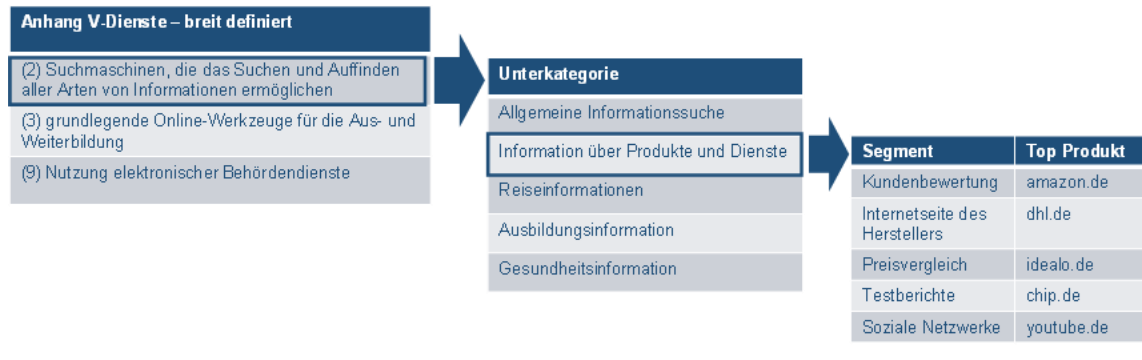 Anhang V-Dienste – breit definiert
(2) Suchmaschinen, die das Suchen und Auffinden
aller Arten von Informationen ermöglichen
(3) grundlegende Online-Werkzeuge für die Aus- und
Weiterbildung
(9) Nutzung elektronischer Behördendienste
Unterkategorie
Allgemeine Informationssuche
Information über Produkte und Dienste
Reiseinformationen
Ausbildungsinformation
Gesundheitsinformation
Segment Top Produkt
Kundenbewertung amazon.de
Internetseite des dhl.de
Herstellers
Preisvergleich idealo.de
Testberichte chip.de
Soziale Netzwerke youtube.de